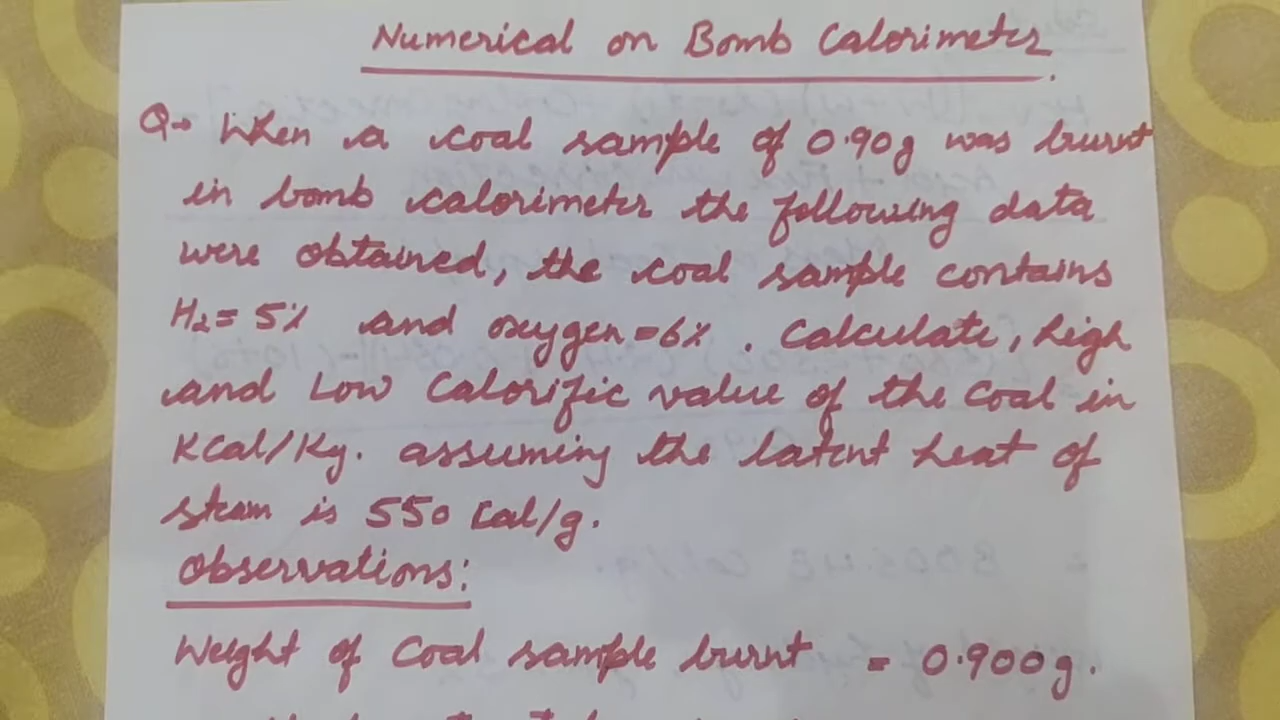 Numerical on Bomb Calorimeter.
Q→ When a coal sample of 0.90g was burnt
in bomb calorimeter the following data
were obtained, the coal sample contains
H₂ = 5% and oxygen = 6% . Calculate, high
and Low Calorific value of the Coal in
KCal/Kg. assuming the latent heat of
steam is 550 Cal/g.
Observations:
Weight of Coal sample burnt = 0.900g.